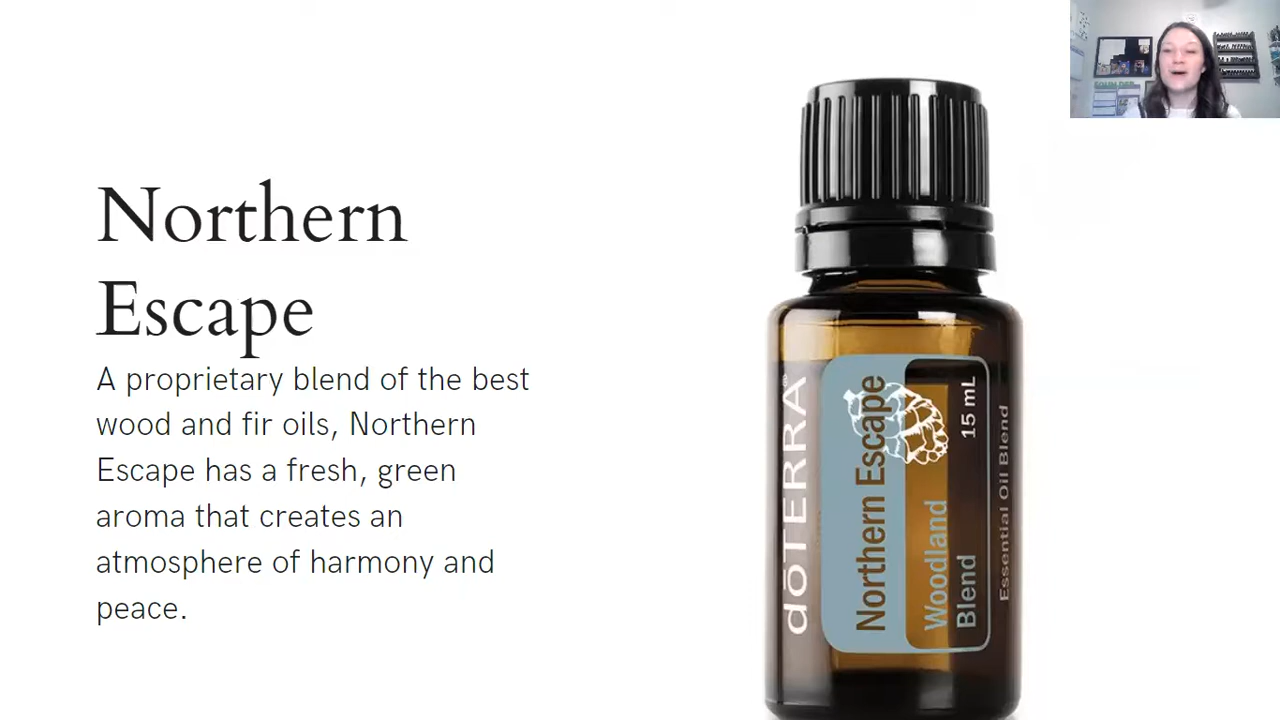 Northern
Escape
A proprietary blend of the best
wood and fir oils, Northern
Escape has a fresh, green
aroma that creates an
atmosphere of harmony and
peace.
dōTERRA®
Northern Escape
Woodland
Blend
15 mL
Essential Oil Blend